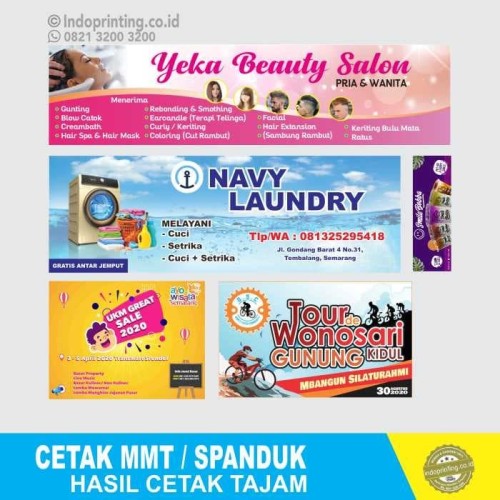 © Indoprinting.co.id
0821 3200 3200
Yeka Beauty Salon
PRIA & WANITA
Menerima
Gunting
Blow Catok
Creambath
Hair Spa & Hair Mask
Rebonding & Smothing
Earcandle (Terapi Telinga)
Curly / Keriting
Coloring (Cut Rambut)
Facial
Hair Extension
(Sambung Rambut)
Keriting Bulu Mata
Ratus
NAVY
LAUNDRY
MELAYANI
- Cuci
- Setrika
- Cuci + Setrika
Tlp/WA : 081325295418
Jl. Gondang Barat 4 No.31,
Tembalang, Semarang
GRATIS ANTAR JEMPUT
ayo
wisata
UKM GREAT
SALE
2020
Tour de
Wonosari
GUNUNG KIDUL
MBANGUN SILATURAHMI
30
2020
CETAK MMT / SPANDUK
HASIL CETAK TAJAM
indoprinting.co.id